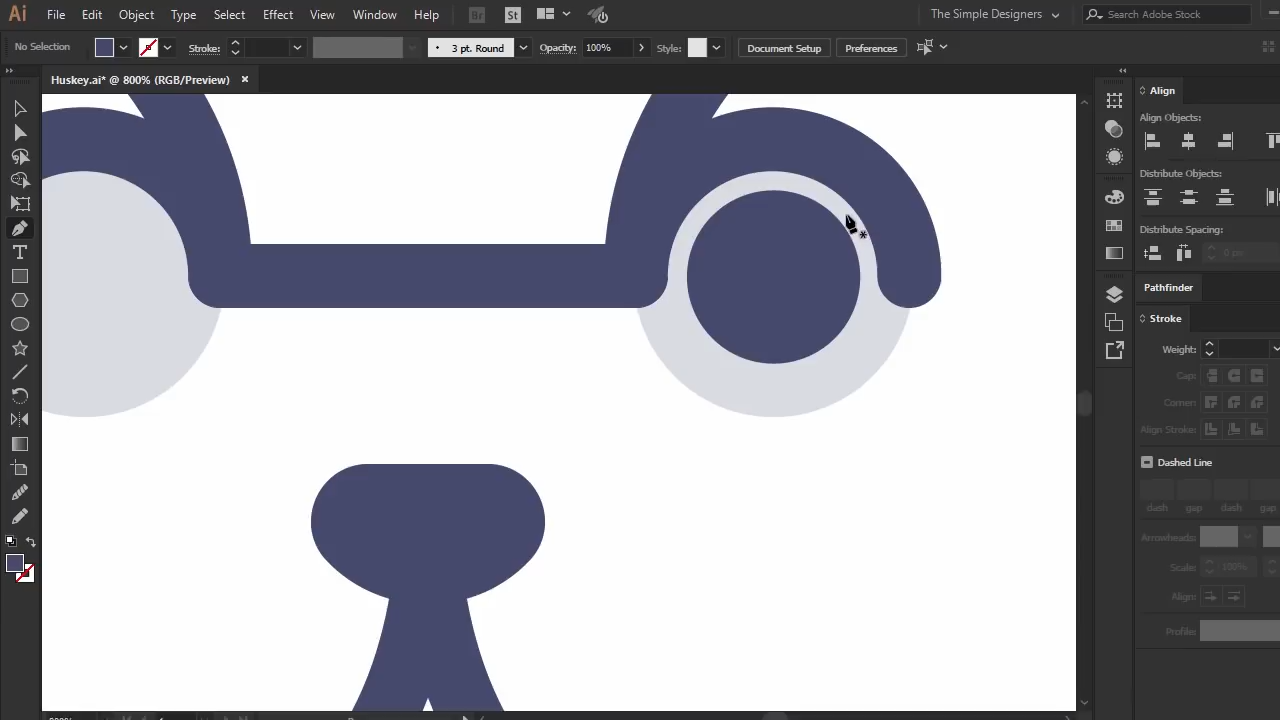 Ai File Edit Object Type Select Effect View Window Help Br St The Simple Designers Search Adobe Stock
No Selection Stroke: 3 pt. Round Opacity: 100% Style: Document Setup Preferences
Huskey.ai* @ 800% (RGB/Preview) ×
Align
Align Objects:
Distribute Objects:
Distribute Spacing:
0 px
Pathfinder
Stroke
Weight:
Cap:
Corner:
Align Stroke:
Dashed Line
dash gap dash gap
Arrowheads:
Scale: 100%
Align:
Profile: